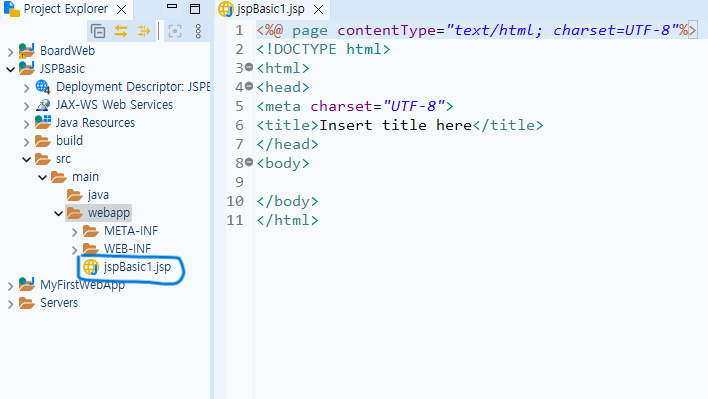 Project Explorer
BoardWeb
JSPBasic
Deployment Descriptor: JSPE
JAX-WS Web Services
Java Resources
build
src
main
java
webapp
META-INF
WEB-INF
jspBasic1.jsp
MyFirstWebApp
Servers
jspBasic1.jsp
1 <%@ page contentType="text/html; charset=UTF-8"%>
2 <!DOCTYPE html>
3 <html>
4 <head>
5 <meta charset="UTF-8">
6 <title>Insert title here</title>
7 </head>
8 <body>
9
10 </body>
11 </html>